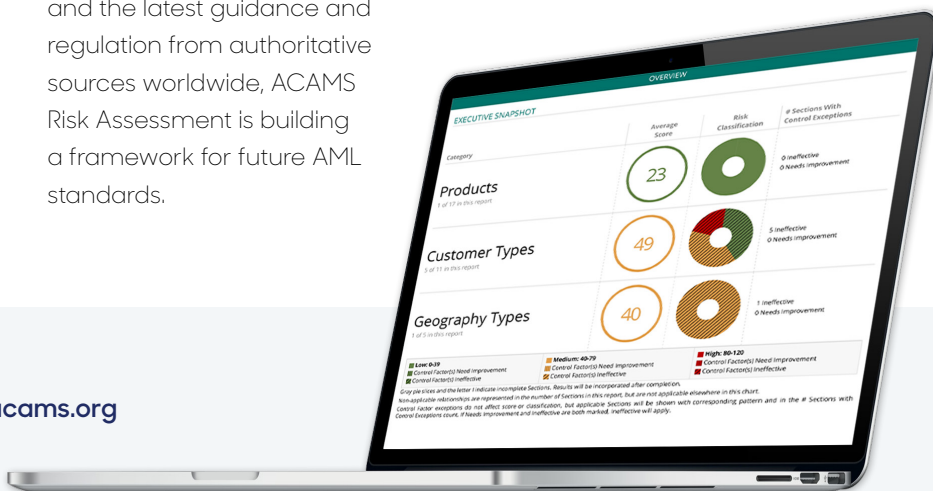 and the latest guidance and
regulation from authoritative
sources worldwide, ACAMS
Risk Assessment is building
a framework for future AML
standards.
OVERVIEW
EXECUTIVE SNAPSHOT
Category
Average
Score
Risk
Classification
# Sections With
Control Exceptions
Products
1 of 17 in this report
23
0 Ineffective
0 Needs Improvement
Customer Types
5 of 11 in this report
49
5 Ineffective
0 Needs Improvement
Geography Types
1 of 5 in this report
40
1 Ineffective
0 Needs Improvement
Low: 0-39
Control Factor(s) Need Improvement
Control Factor(s) Ineffective
Medium: 40-79
Control Factor(s) Need Improvement
Control Factor(s) Ineffective
High: 80-120
Control Factor(s) Need Improvement
Control Factor(s) Ineffective
Gray pie slices and the letter I indicate incomplete Sections. Results will be incorporated after completion.
Non-applicable relationships are represented in the number of Sections in this report, but are not applicable elsewhere in this chart.
Control Factor exceptions do not affect score or classification, but applicable Sections will be shown with corresponding pattern and in the # Sections with
Control Exceptions count. If Needs Improvement and Ineffective are both marked, Ineffective will apply.
acams.org